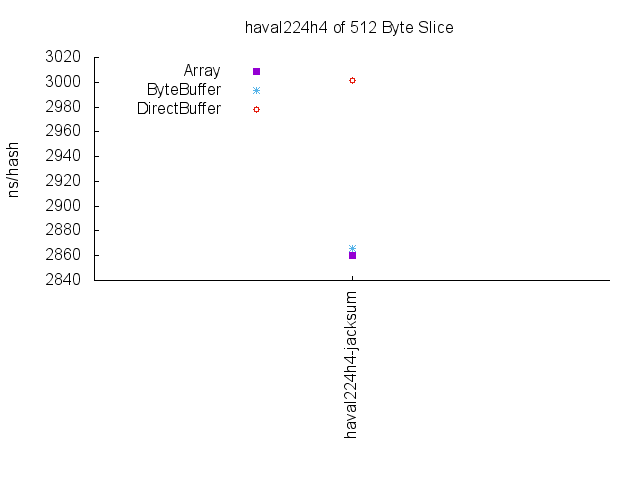 haval224h4 of 512 Byte Slice
3020
3000
2980
2960
2940
2920
2900
2880
2860
2840
ns/hash
Array
ByteBuffer
DirectBuffer
haval224h4-jacksum